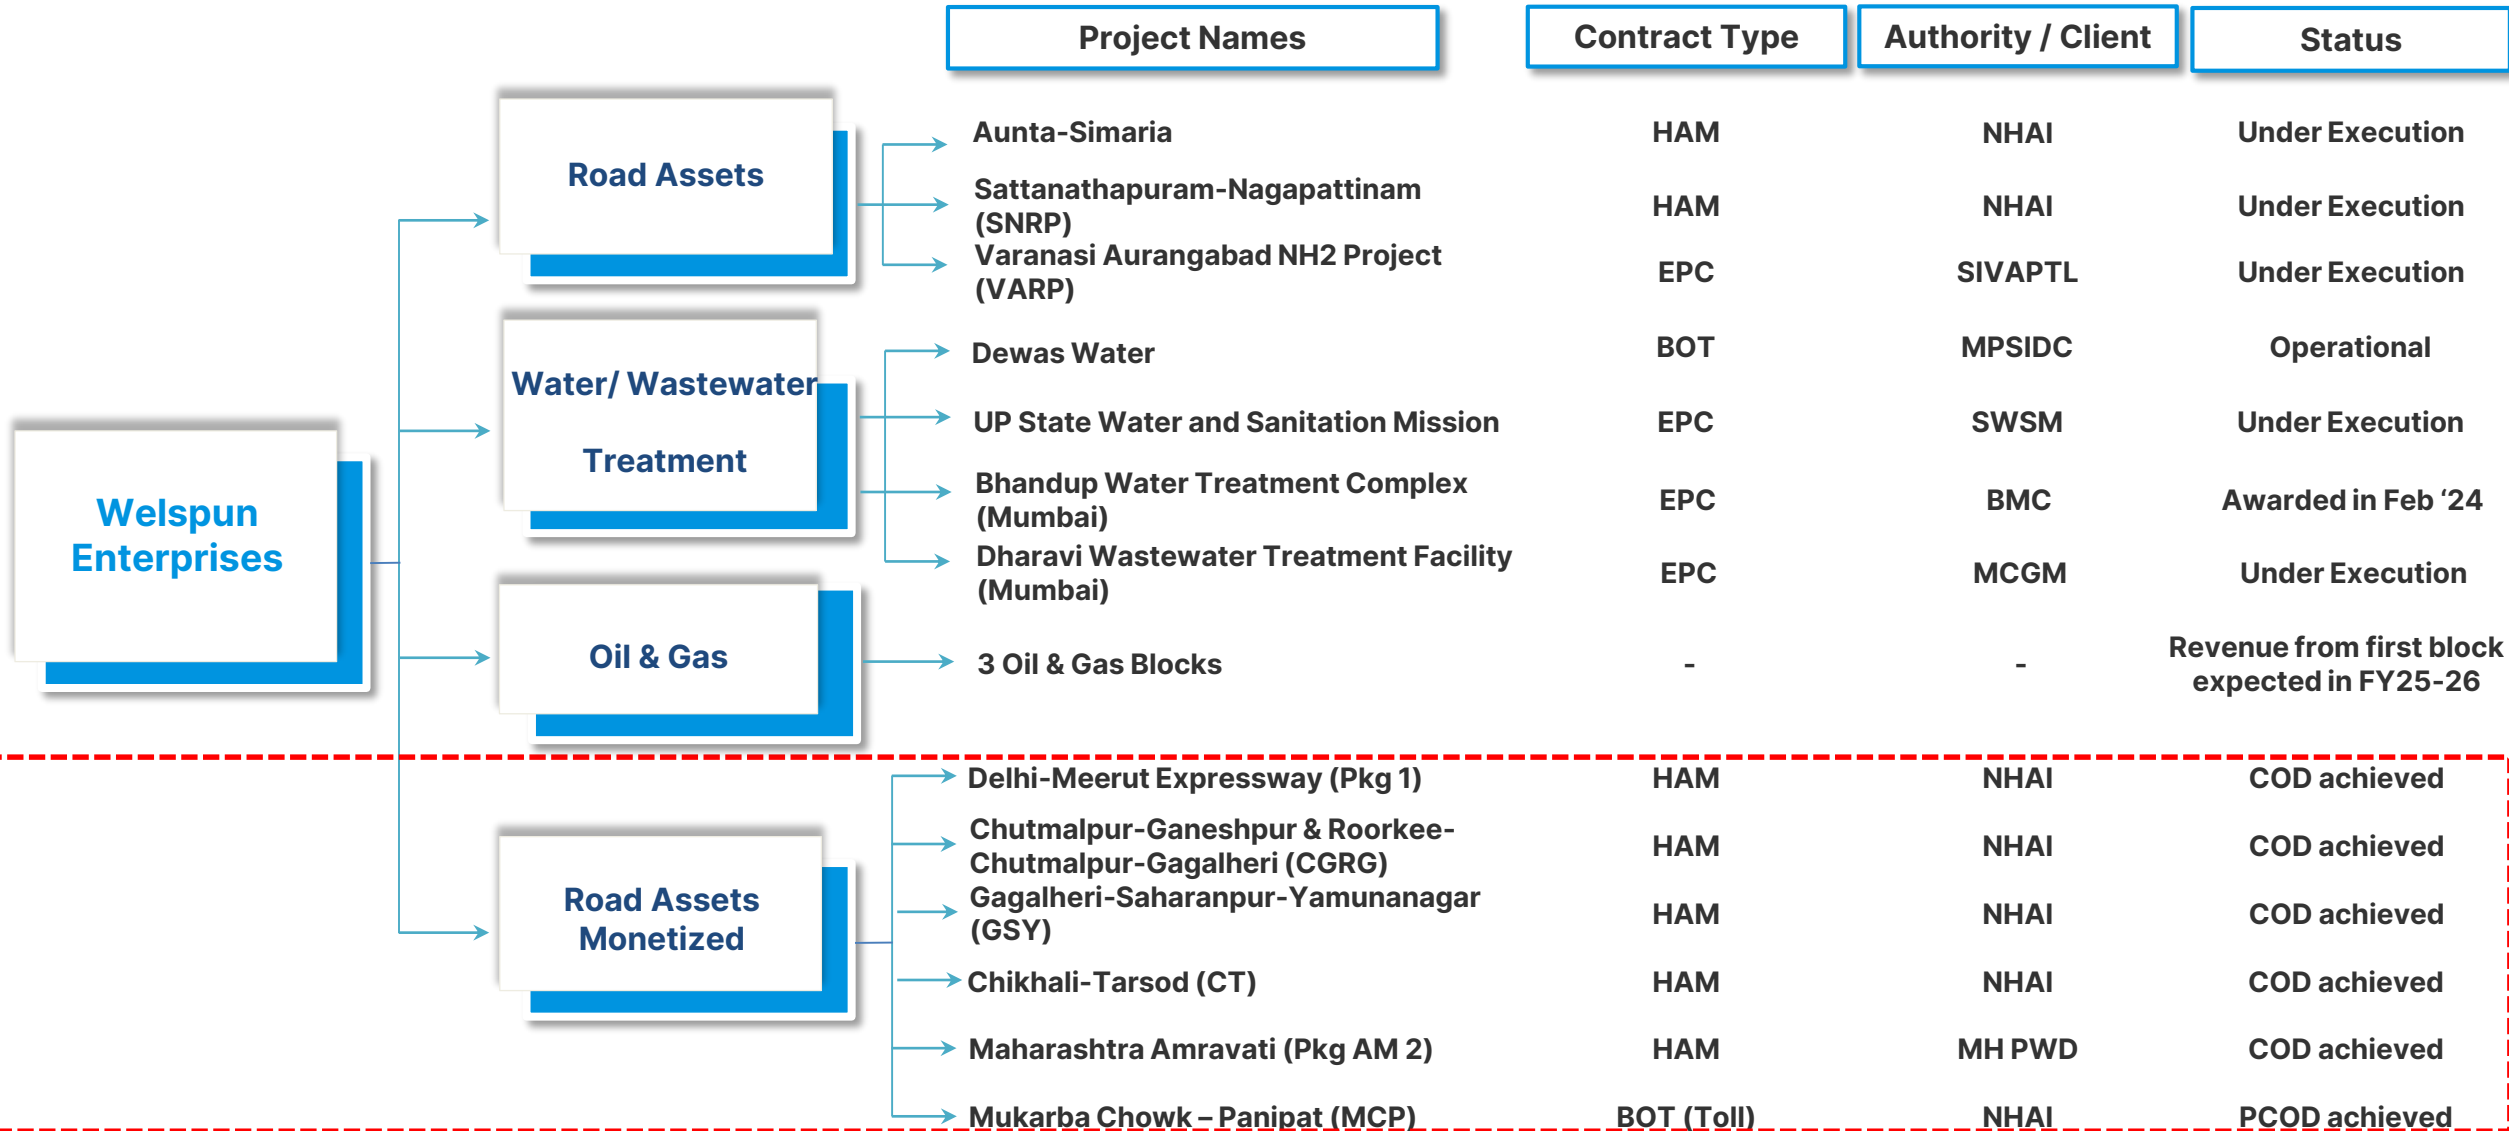 Project Names
Contract Type
Authority / Client
Status
Welspun
Enterprises
Road Assets
Aunta-Simaria
HAM
NHAI
Under Execution
Sattanathapuram-Nagapattinam
(SNRP)
HAM
NHAI
Under Execution
Varanasi Aurangabad NH2 Project
(VARP)
EPC
SIVAPTL
Under Execution
Water/ Wastewater
Treatment
Dewas Water
BOT
MPSIDC
Operational
UP State Water and Sanitation Mission
EPC
SWSM
Under Execution
Bhandup Water Treatment Complex
(Mumbai)
EPC
BMC
Awarded in Feb ‘24
Dharavi Wastewater Treatment Facility
(Mumbai)
EPC
MCGM
Under Execution
Oil & Gas
3 Oil & Gas Blocks
-
-
Revenue from first block
expected in FY25-26
Road Assets
Monetized
Delhi-Meerut Expressway (Pkg 1)
HAM
NHAI
COD achieved
Chutmalpur-Ganeshpur & Roorkee-
Chutmalpur-Gagalheri (CGRG)
HAM
NHAI
COD achieved
Gagalheri-Saharanpur-Yamunanagar
(GSY)
HAM
NHAI
COD achieved
Chikhali-Tarsod (CT)
HAM
NHAI
COD achieved
Maharashtra Amravati (Pkg AM 2)
HAM
MH PWD
COD achieved
Mukarba Chowk – Panipat (MCP)
BOT (Toll)
NHAI
PCOD achieved